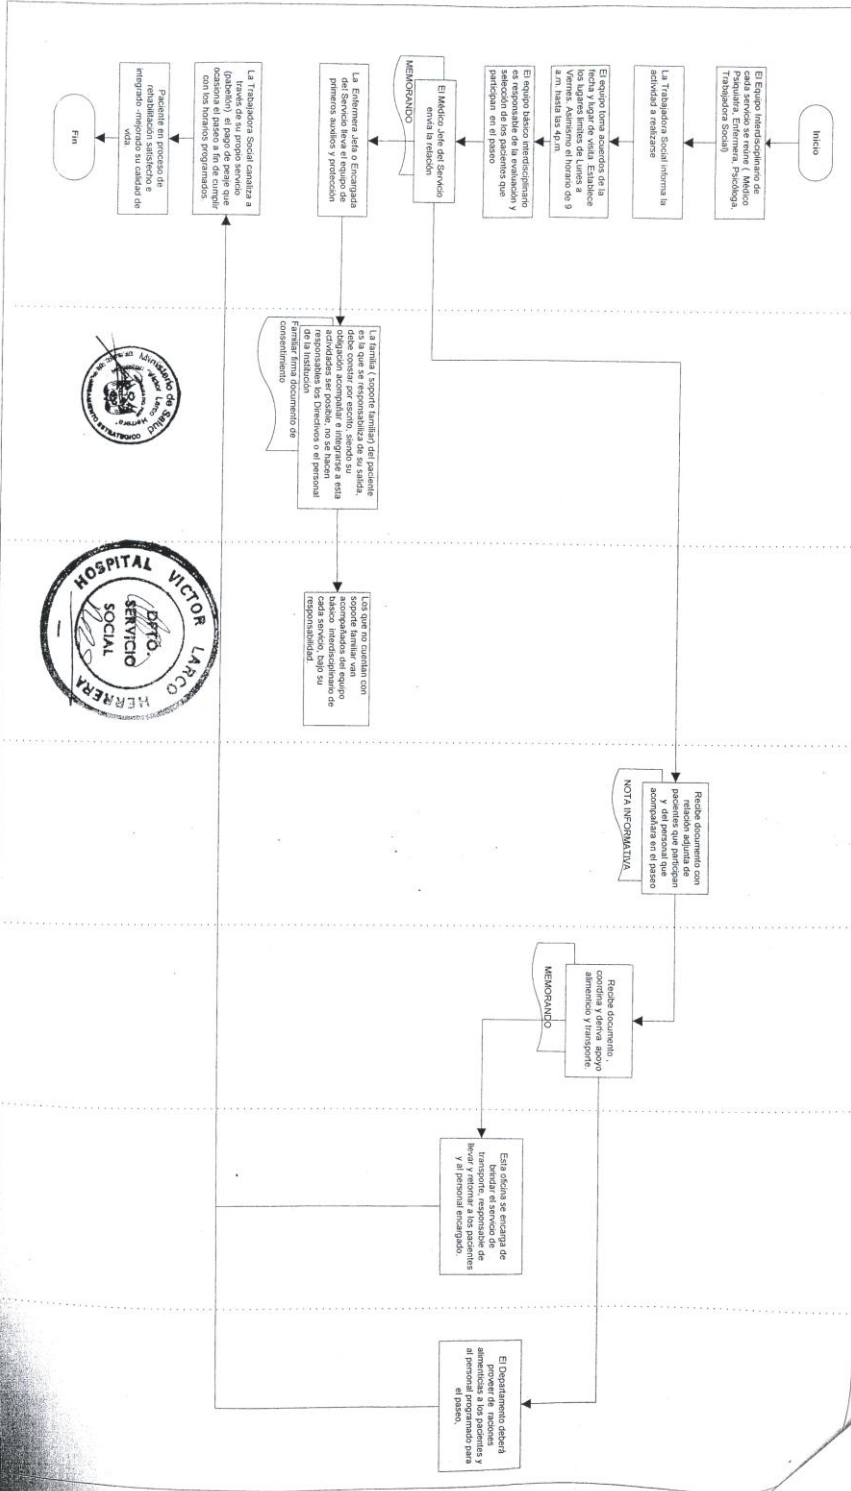 Inicio
El Equipo Interdisciplinario de
cada servicio se reúne ( Médico
Psiquiatra, Enfermera, Psicóloga,
Trabajadora Social)
La Trabajadora Social informa la
actividad a realizarse
El equipo toma acuerdos de la
fecha y lugar de visita .Establece
los lugares limites de Lunes a
Viernes. Asimismo el horario de 9
a.m. hasta las 4p.m.
El equipo básico interdisciplinario
es responsable de la evaluación y
selección de los pacientes que
participan en el paseo
El Médico Jefe del Servicio
envia la relación
MEMORANDO
La Enfermera Jefa o Encargada
del Servicio lleva el equipo de
primeros auxilios y protección
La Trabajadora Social Canaliza a
través de su propio servicio
(pabellón) el pago de peaje que
ocasiona el paseo a fin de cumplir
con los horarios programados.
Paciente en proceso de
rehabilitación satisfecho e
integrado -mejorado su calidad de
vida
Fin
La familia ( soporte familiar) del paciente
es la que se responsabiliza de su salida,
debe constar por escrito, siendo su
obligación acompañar e integrarse a esta
actividades ser posible, no se hacen
responsables los Directivos o el personal
de la Institución
Familiar firma documento de
consentimiento
Los que no cuentan con
soporte familiar van
acompañados del equipo
básico interdisciplinario de
cada servicio, bajo su
responsabilidad.
Recibe documento con
relación adjunta de
pacientes que participan
y del personal que
acompañara en el paseo
NOTA INFORMATIVA
Recibe documento ,
coordina y deriva apoyo
alimenticio y transporte.
MEMORANDO
Esta oficina se encarga de
brindar el servicio de
transporte, responsable de
llevar y retornar a los pacientes
y al personal encargado.
El Departamento deberá
proveer de raciones
alimenticias a los pacientes y
al personal programado para
el paseo,
Ministerio de Salud
"Victor Larco Herrera"
HOSPITAL VICTOR LARCO HERRERA
DPTO.
SERVICIO
SOCIAL